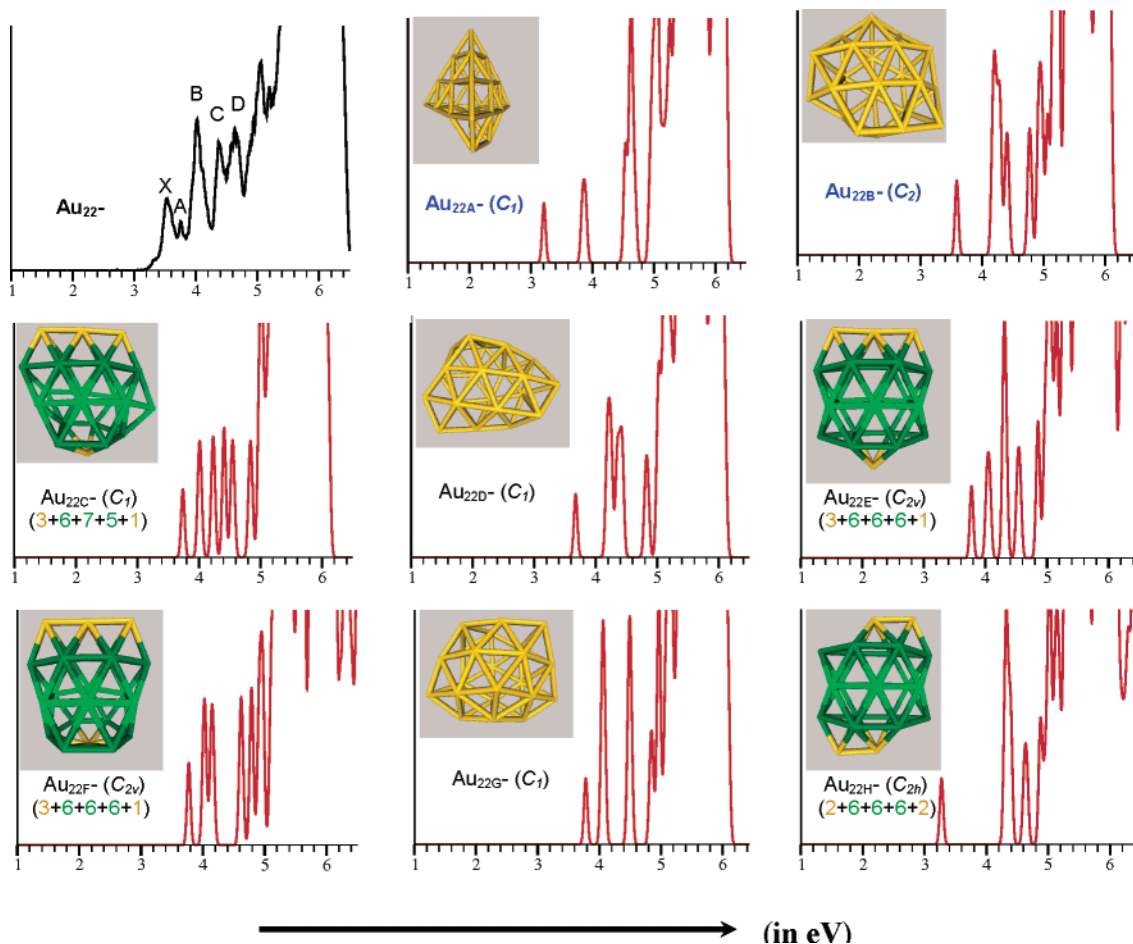 B
C D
X
A
Au22-
1 2 3 4 5 6
Au22A- (C1)
1 2 3 4 5 6
Au22B- (C2)
1 2 3 4 5 6
Au22C- (C1)
(3+6+7+5+1)
1 2 3 4 5 6
Au22D- (C1)
1 2 3 4 5 6
Au22E- (C2v)
(3+6+6+6+1)
1 2 3 4 5 6
Au22F- (C2v)
(3+6+6+6+1)
1 2 3 4 5 6
Au22G- (C1)
1 2 3 4 5 6
Au22H- (C2h)
(2+6+6+6+2)
1 2 3 4 5 6
(in eV)